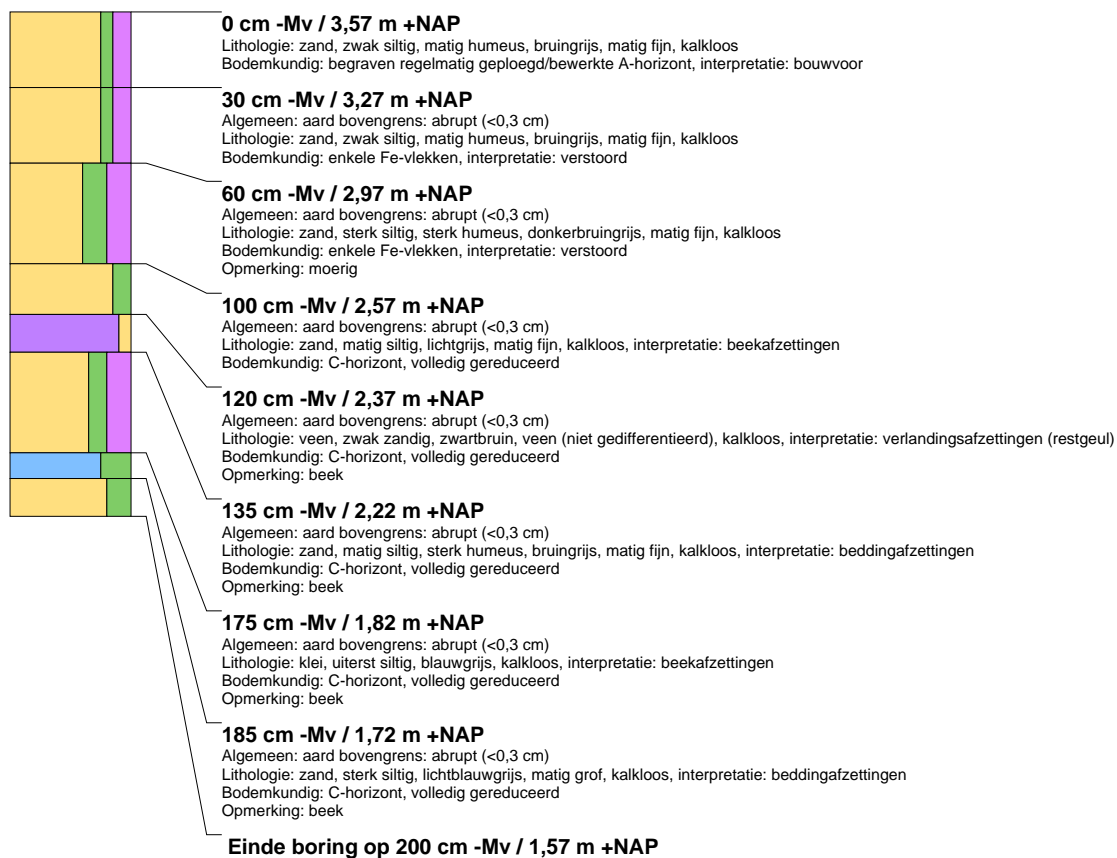 0 cm -Mv / 3,57 m +NAP
Lithologie: zand, zwak siltig, matig humeus, bruingrijs, matig fijn, kalkloos
Bodemkundig: begraven regelmatig geploegd/bewerkte A-horizont, interpretatie: bouwvoor
30 cm -Mv / 3,27 m +NAP
Algemeen: aard bovengrens: abrupt (<0,3 cm)
Lithologie: zand, zwak siltig, matig humeus, bruingrijs, matig fijn, kalkloos
Bodemkundig: enkele Fe-vlekken, interpretatie: verstoord
60 cm -Mv / 2,97 m +NAP
Algemeen: aard bovengrens: abrupt (<0,3 cm)
Lithologie: zand, sterk siltig, sterk humeus, donkerbruingrijs, matig fijn, kalkloos
Bodemkundig: enkele Fe-vlekken, interpretatie: verstoord
Opmerking: moerig
100 cm -Mv / 2,57 m +NAP
Algemeen: aard bovengrens: abrupt (<0,3 cm)
Lithologie: zand, matig siltig, lichtgrijs, matig fijn, kalkloos, interpretatie: beekafzettingen
Bodemkundig: C-horizont, volledig gereduceerd
120 cm -Mv / 2,37 m +NAP
Algemeen: aard bovengrens: abrupt (<0,3 cm)
Lithologie: veen, zwak zandig, zwartbruin, veen (niet gedifferentieerd), kalkloos, interpretatie: verlandingsafzettingen (restgeul)
Bodemkundig: C-horizont, volledig gereduceerd
Opmerking: beek
135 cm -Mv / 2,22 m +NAP
Algemeen: aard bovengrens: abrupt (<0,3 cm)
Lithologie: zand, matig siltig, sterk humeus, bruingrijs, matig fijn, kalkloos, interpretatie: beddingafzettingen
Bodemkundig: C-horizont, volledig gereduceerd
Opmerking: beek
175 cm -Mv / 1,82 m +NAP
Algemeen: aard bovengrens: abrupt (<0,3 cm)
Lithologie: klei, uiterst siltig, blauwgrijs, kalkloos, interpretatie: beekafzettingen
Bodemkundig: C-horizont, volledig gereduceerd
Opmerking: beek
185 cm -Mv / 1,72 m +NAP
Algemeen: aard bovengrens: abrupt (<0,3 cm)
Lithologie: zand, sterk siltig, lichtblauwgrijs, matig grof, kalkloos, interpretatie: beddingafzettingen
Bodemkundig: C-horizont, volledig gereduceerd
Opmerking: beek
Einde boring op 200 cm -Mv / 1,57 m +NAP